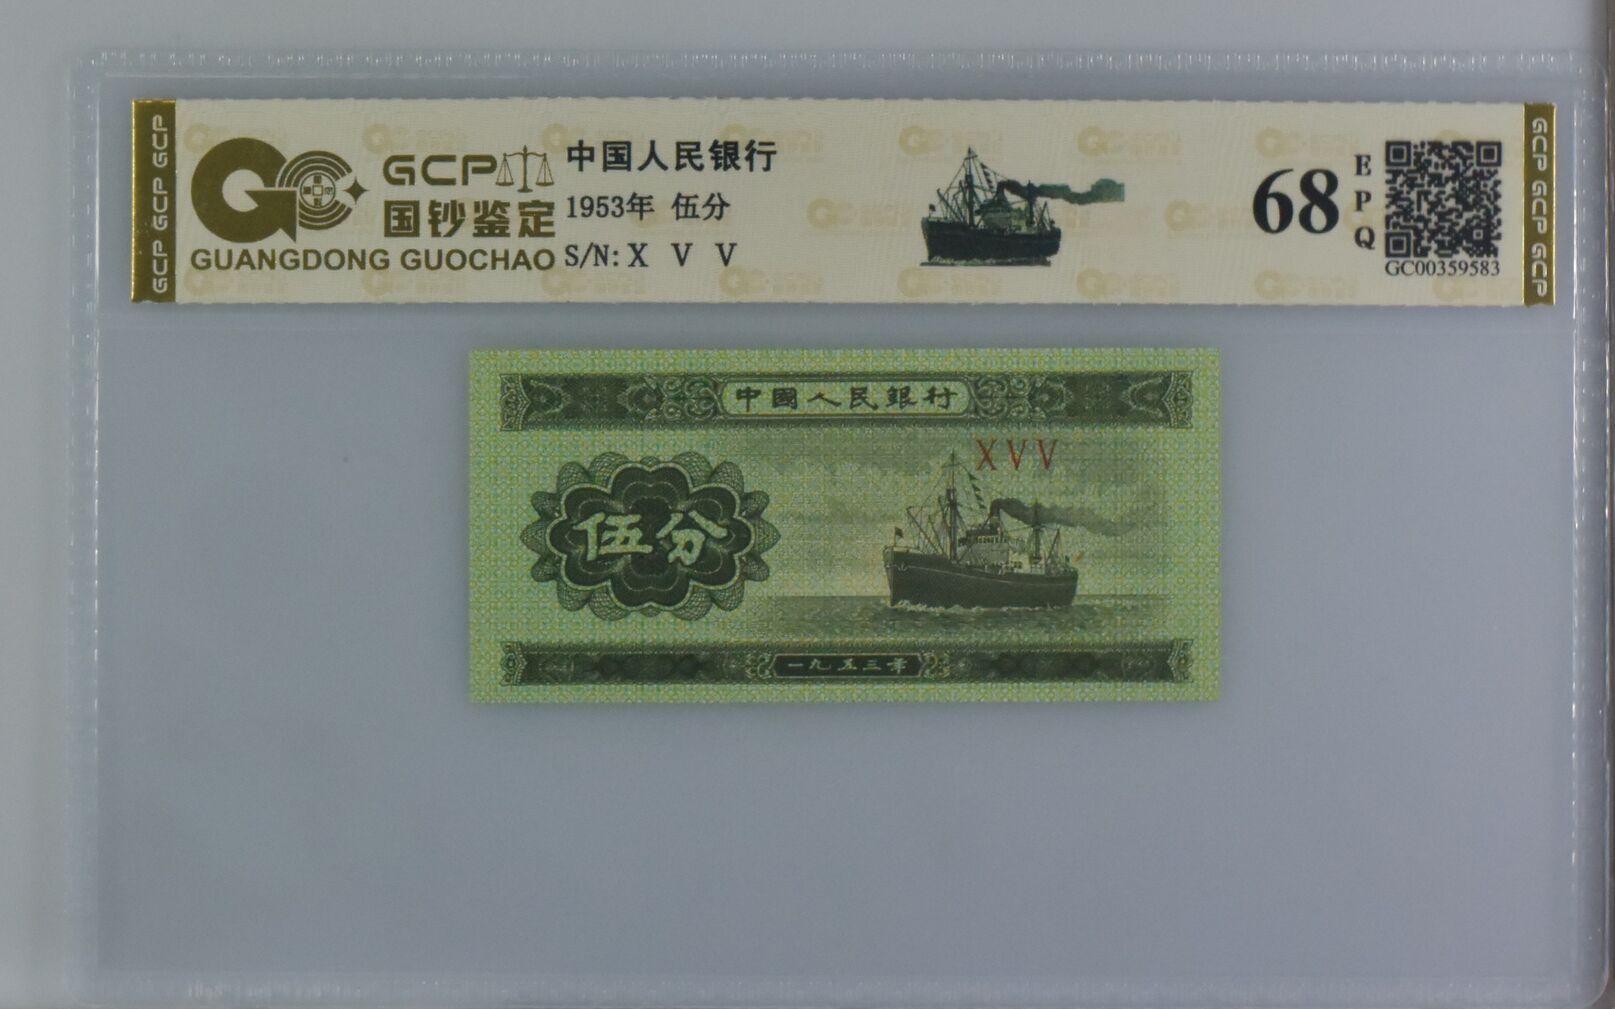 GCP GCP GCP
GCP
国钞鉴定
GUANGDONG GUOCHAO
中国人民银行
1953年 伍分
S/N: X V V
68
EPQ
GC00359583
GCP GCP GCP
中國人民銀行
XVV
伍分
一九五三年